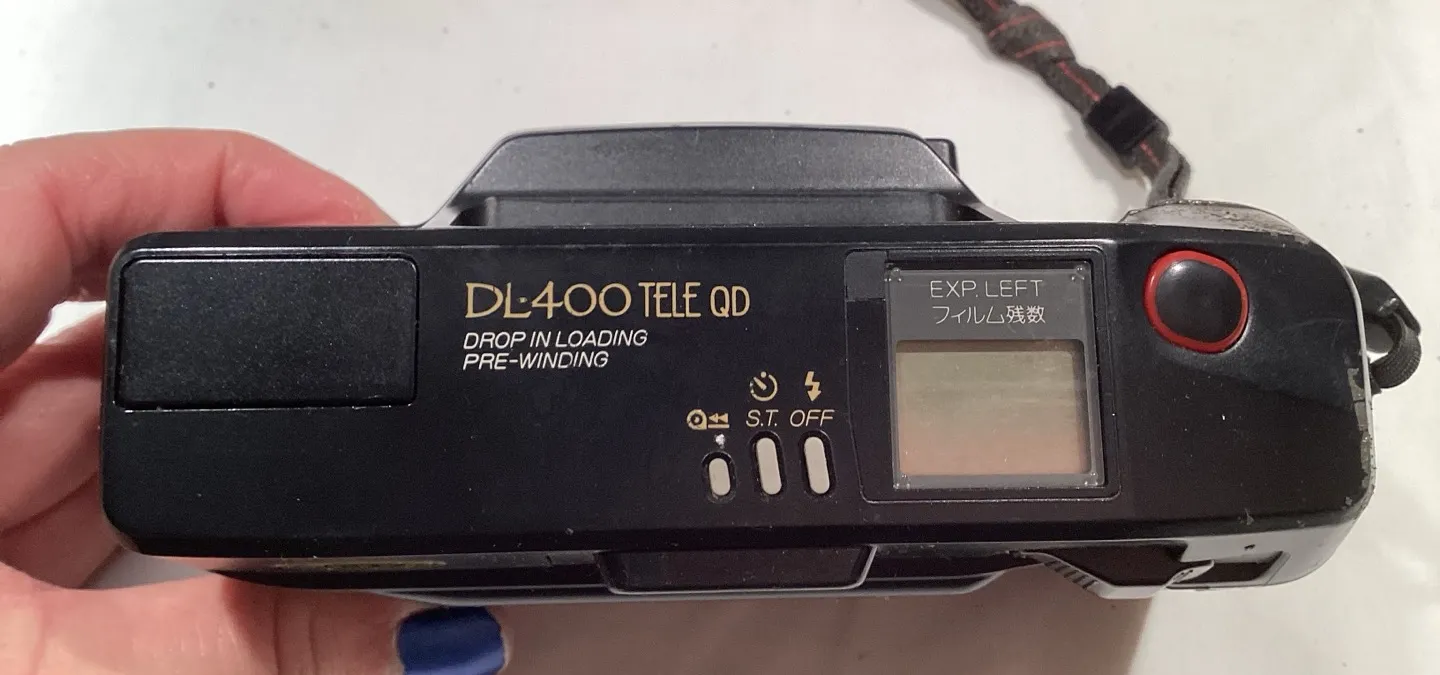 DL-400 TELE QD
DROP IN LOADING
PRE-WINDING
S.T. OFF
EXP. LEFT
フィルム残数